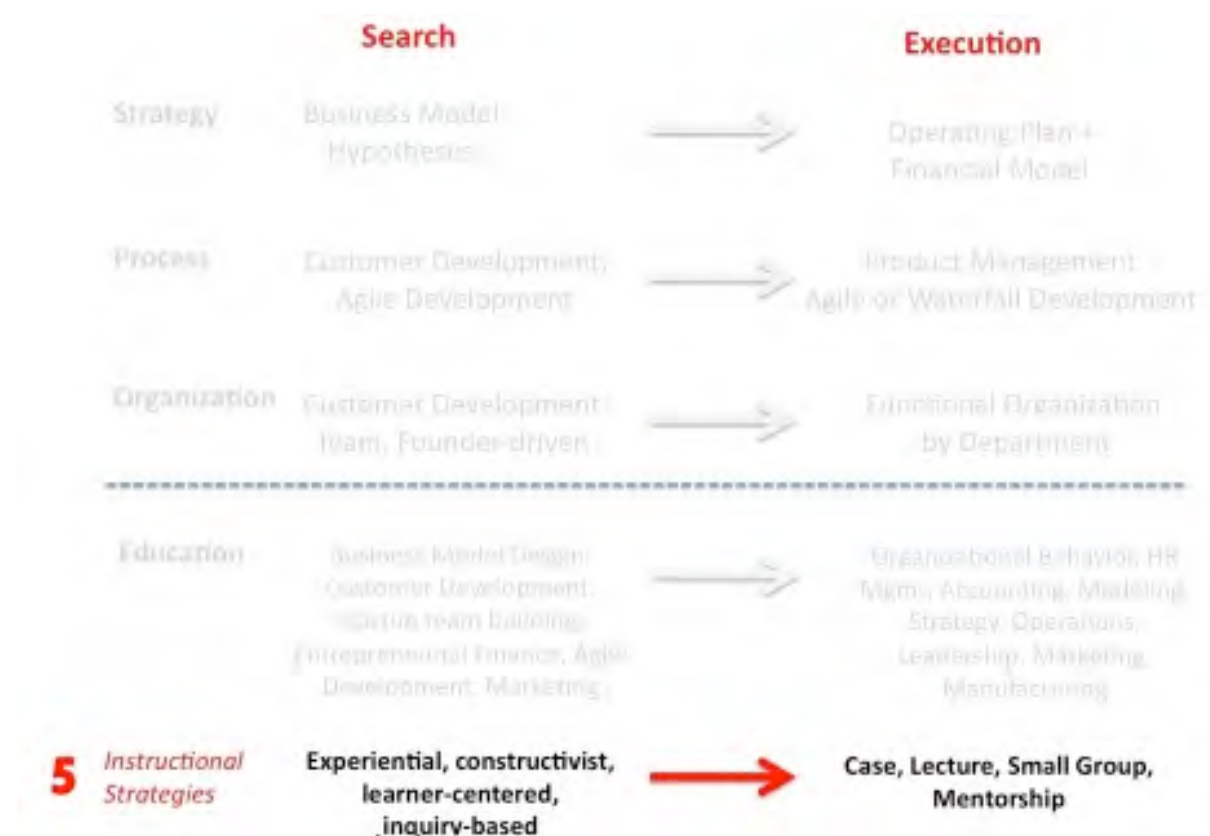 Search
Execution
Strategy
Business Model
Hypotheses
Operating Plan +
Financial Model
Process
Customer Development,
Agile Development
Product Management
Agile or Waterfall Development
Organization
Customer Development
Team, Founder-driven
Functional Organization
by Department
Education
Business Model Design
Customer Development,
Startup team building,
Entrepreneurial Finance, Agile
Development, Marketing
Organizational Behavior, HR
Mgmt, Accounting, Modeling
Strategy, Operations,
Leadership, Marketing,
Manufacturing
5
Instructional
Strategies
Experiential, constructivist,
learner-centered,
inquiry-based
Case, Lecture, Small Group,
Mentorship